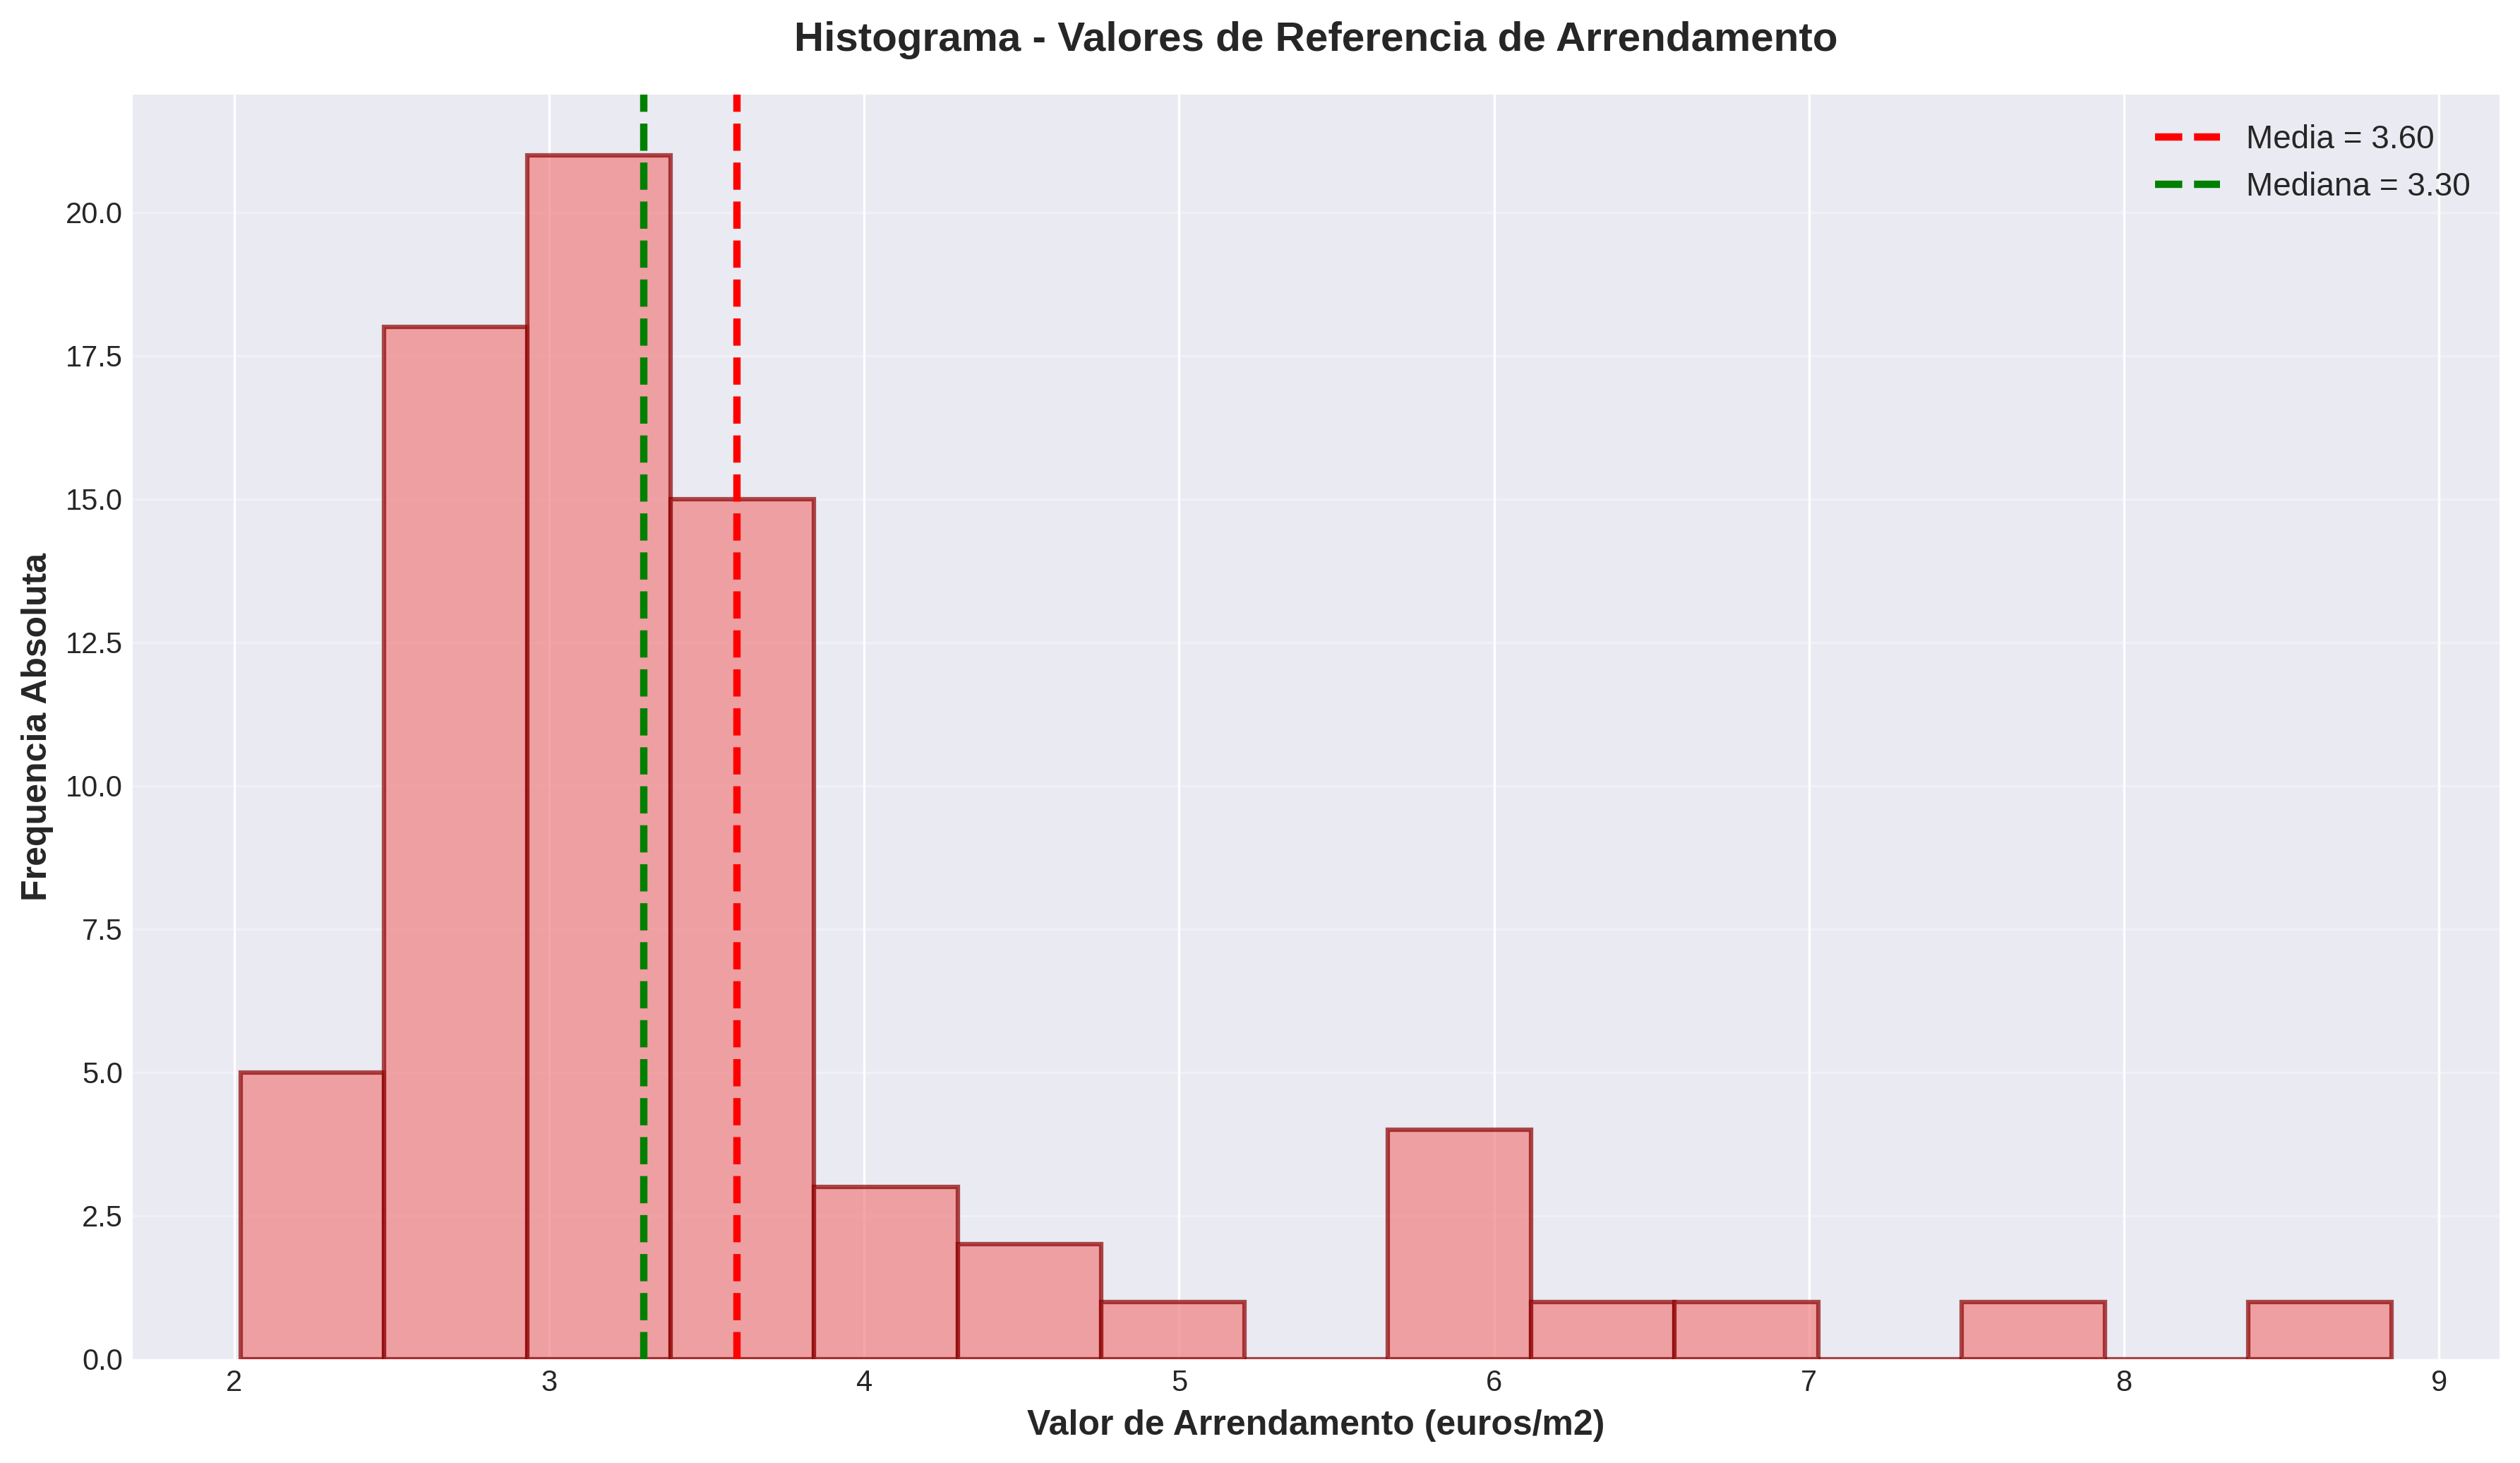 Histograma - Valores de Referencia de Arrendamento
Media = 3.60
Mediana = 3.30
Frequencia Absoluta
20.0
17.5
15.0
12.5
10.0
7.5
5.0
2.5
0.0
2 3 4 5 6 7 8 9
Valor de Arrendamento (euros/m2)